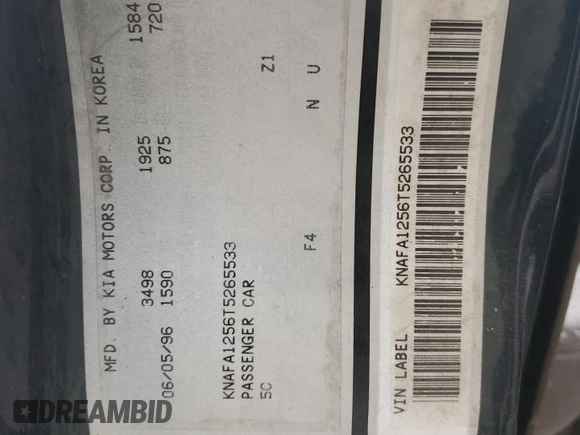 MFD. BY KIA MOTORS CORP. IN KOREA
3498 1925 1584
06/05/96 1590 875 720
KNAFA1256T5265533
PASSENGER CAR Z1
5C F4 N U
VIN LABEL KNAFA1256T5265533
DREAMBID